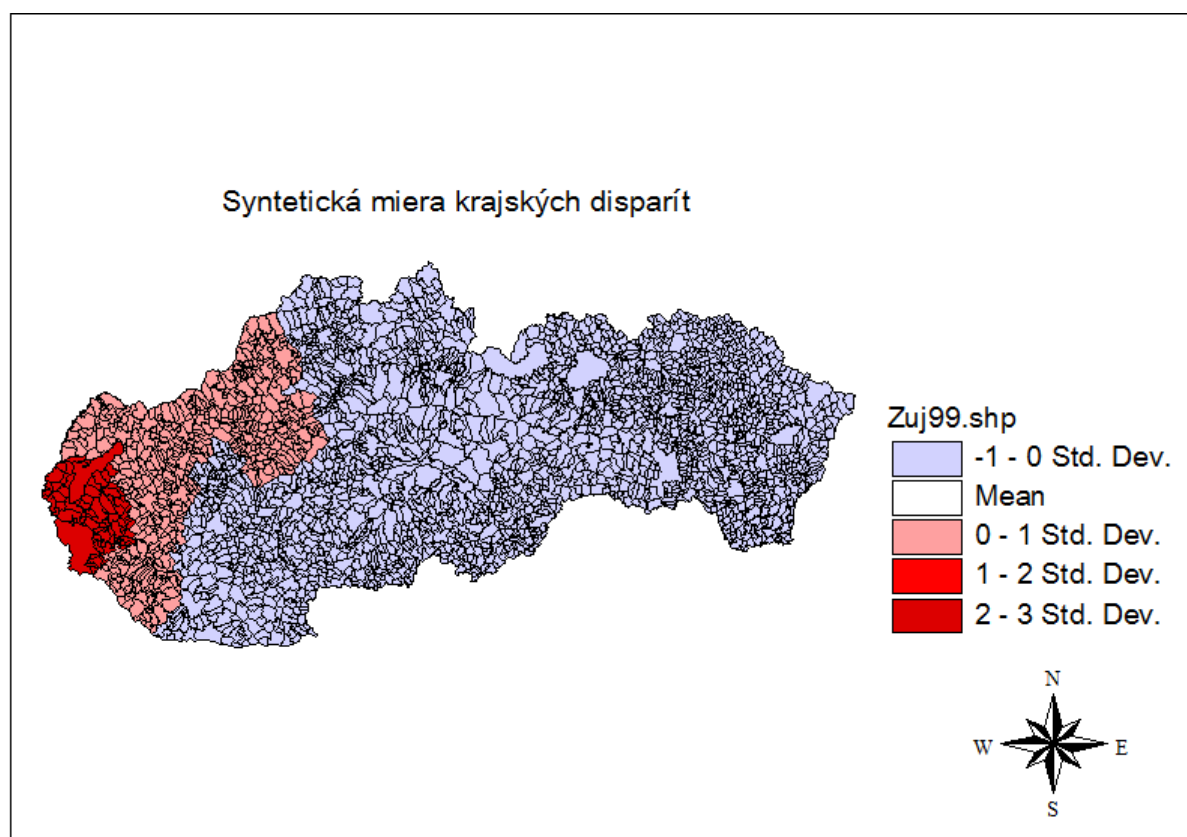 Syntetická miera krajských disparít
Zuj99.shp
-1 - 0 Std. Dev.
Mean
0 - 1 Std. Dev.
1 - 2 Std. Dev.
2 - 3 Std. Dev.
N
W E
S